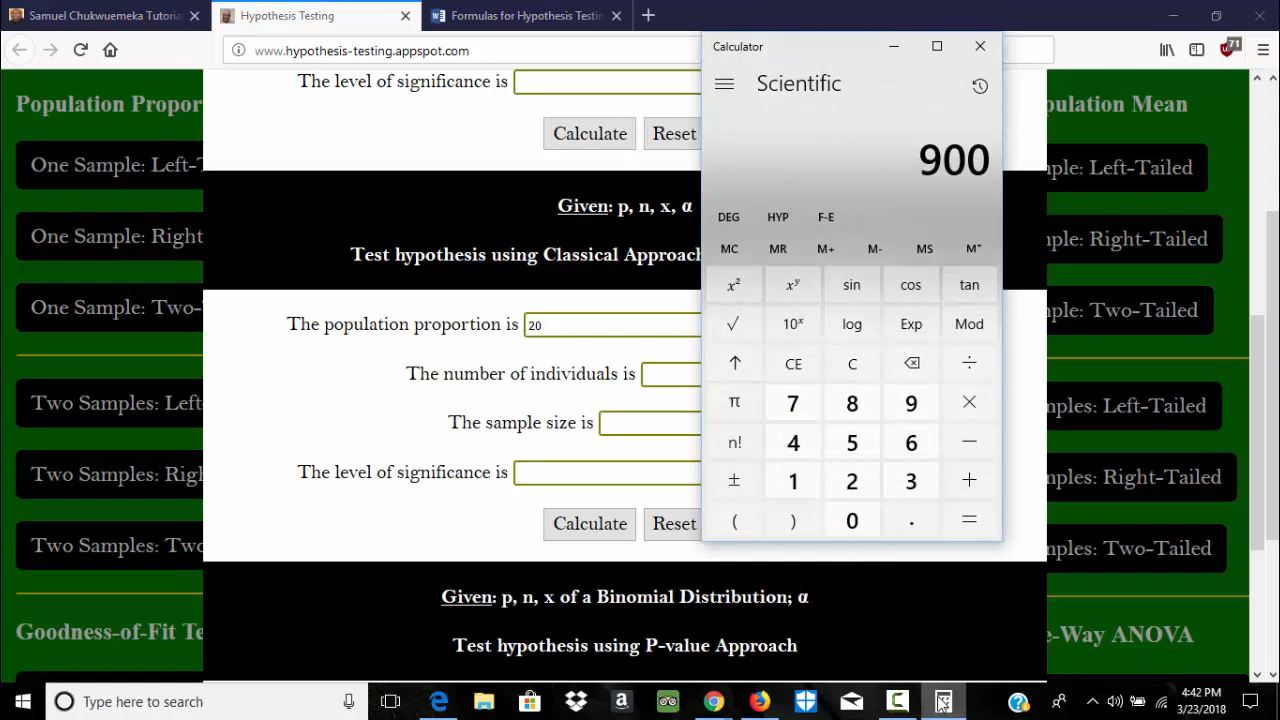 Samuel Chukwuemeka Tutoria
Hypothesis Testing
Formulas for Hypothesis Testin
www.hypothesis-testing.appspot.com
71
Population Propor
One Sample: Left-T
One Sample: Right
One Sample: Two-
Two Samples: Left
Two Samples: Righ
Two Samples: Two
Goodness-of-Fit Te
The level of significance is
Calculate Reset
Given: p, n, x, α
Test hypothesis using Classical Approach
The population proportion is 20
The number of individuals is
The sample size is
The level of significance is
Calculate Reset
Given: p, n, x of a Binomial Distribution; α
Test hypothesis using P-value Approach
Calculator
Scientific
900
DEG HYP F-E
MC MR M+ M- MS M˅
x² xʸ sin cos tan
√ 10ˣ log Exp Mod
↑ CE C ⌫ ÷
π 7 8 9 ×
n! 4 5 6 −
± 1 2 3 +
( ) 0 . =
pulation Mean
ple: Left-Tailed
ple: Right-Tailed
ple: Two-Tailed
mples: Left-Tailed
mples: Right-Tailed
mples: Two-Tailed
e-Way ANOVA
Type here to search
4:42 PM
3/23/2018